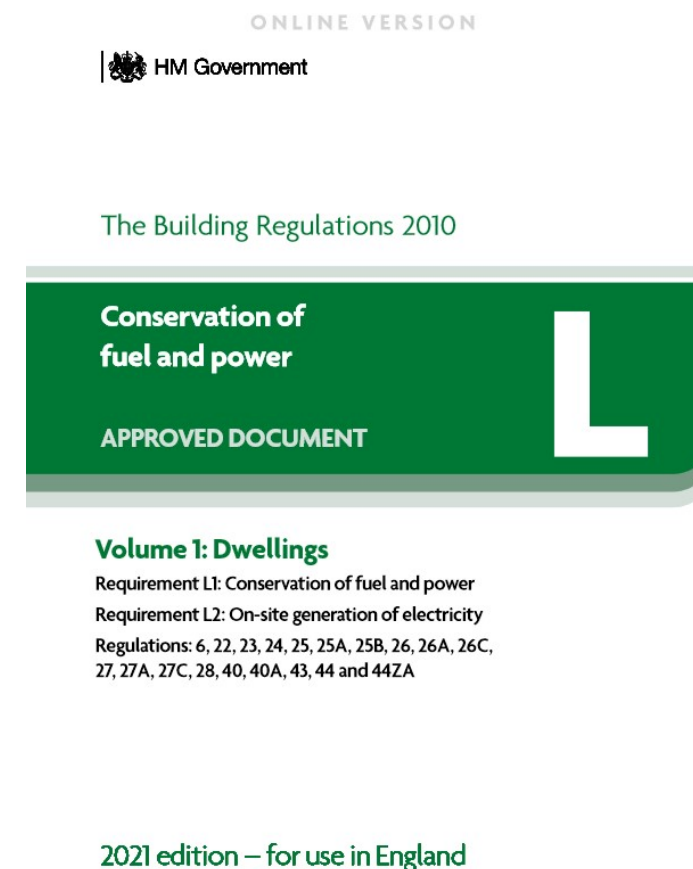 ONLINE VERSION
HM Government
The Building Regulations 2010
Conservation of
fuel and power
L
APPROVED DOCUMENT
Volume 1: Dwellings
Requirement L1: Conservation of fuel and power
Requirement L2: On-site generation of electricity
Regulations: 6, 22, 23, 24, 25, 25A, 25B, 26, 26A, 26C,
27, 27A, 27C, 28, 40, 40A, 43, 44 and 44ZA
2021 edition – for use in England